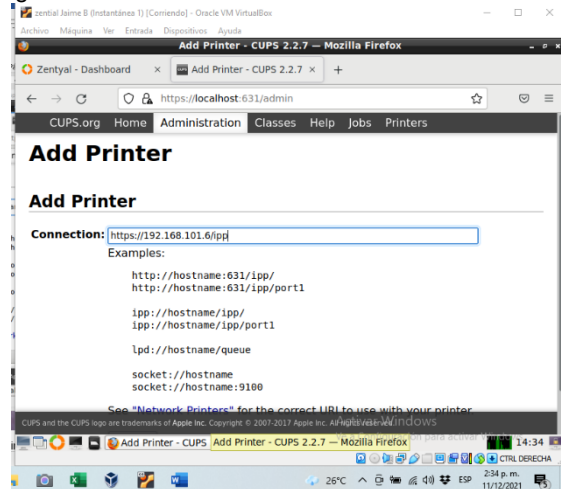 zential Jaime B (Instantánea 1) [Corriendo] - Oracle VM VirtualBox
Archivo Máquina Ver Entrada Dispositivos Ayuda
Add Printer - CUPS 2.2.7 — Mozilla Firefox
Zentyal - Dashboard × Add Printer - CUPS 2.2.7 × +
https://localhost:631/admin
CUPS.org Home Administration Classes Help Jobs Printers
Add Printer
Add Printer
Connection: https://192.168.101.6/ipp
Examples:
http://hostname:631/ipp/
http://hostname:631/ipp/port1
ipp://hostname/ipp/
ipp://hostname/ipp/port1
lpd://hostname/queue
socket://hostname
socket://hostname:9100
See "Network Printers" for the correct URI to use with your printer.
CUPS and the CUPS logo are trademarks of Apple Inc. Copyright © 2007-2017 Apple Inc. All rights reserved.
Activar Windows
para activar
Add Printer - CUPS Add Printer - CUPS 2.2.7 — Mozilla Firefox 14:34
CTRL DERECHA
26°C ESP 2:34 p. m.
11/12/2021